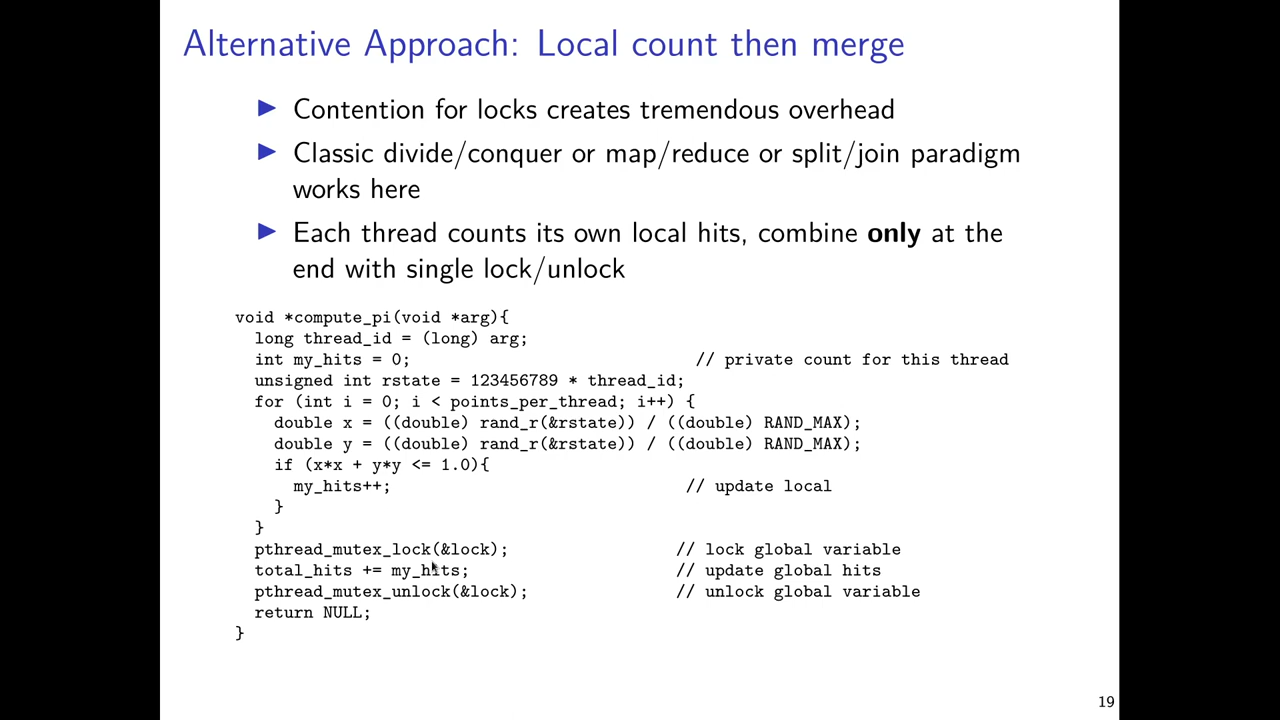 Alternative Approach: Local count then merge
▶ Contention for locks creates tremendous overhead
▶ Classic divide/conquer or map/reduce or split/join paradigm
works here
▶ Each thread counts its own local hits, combine only at the
end with single lock/unlock
void *compute_pi(void *arg){
  long thread_id = (long) arg;
  int my_hits = 0;                             // private count for this thread
  unsigned int rstate = 123456789 * thread_id;
  for (int i = 0; i < points_per_thread; i++) {
    double x = ((double) rand_r(&rstate)) / ((double) RAND_MAX);
    double y = ((double) rand_r(&rstate)) / ((double) RAND_MAX);
    if (x*x + y*y <= 1.0){
      my_hits++;                              // update local
    }
  }
  pthread_mutex_lock(&lock);                 // lock global variable
  total_hits += my_hits;                     // update global hits
  pthread_mutex_unlock(&lock);               // unlock global variable
  return NULL;
}
19